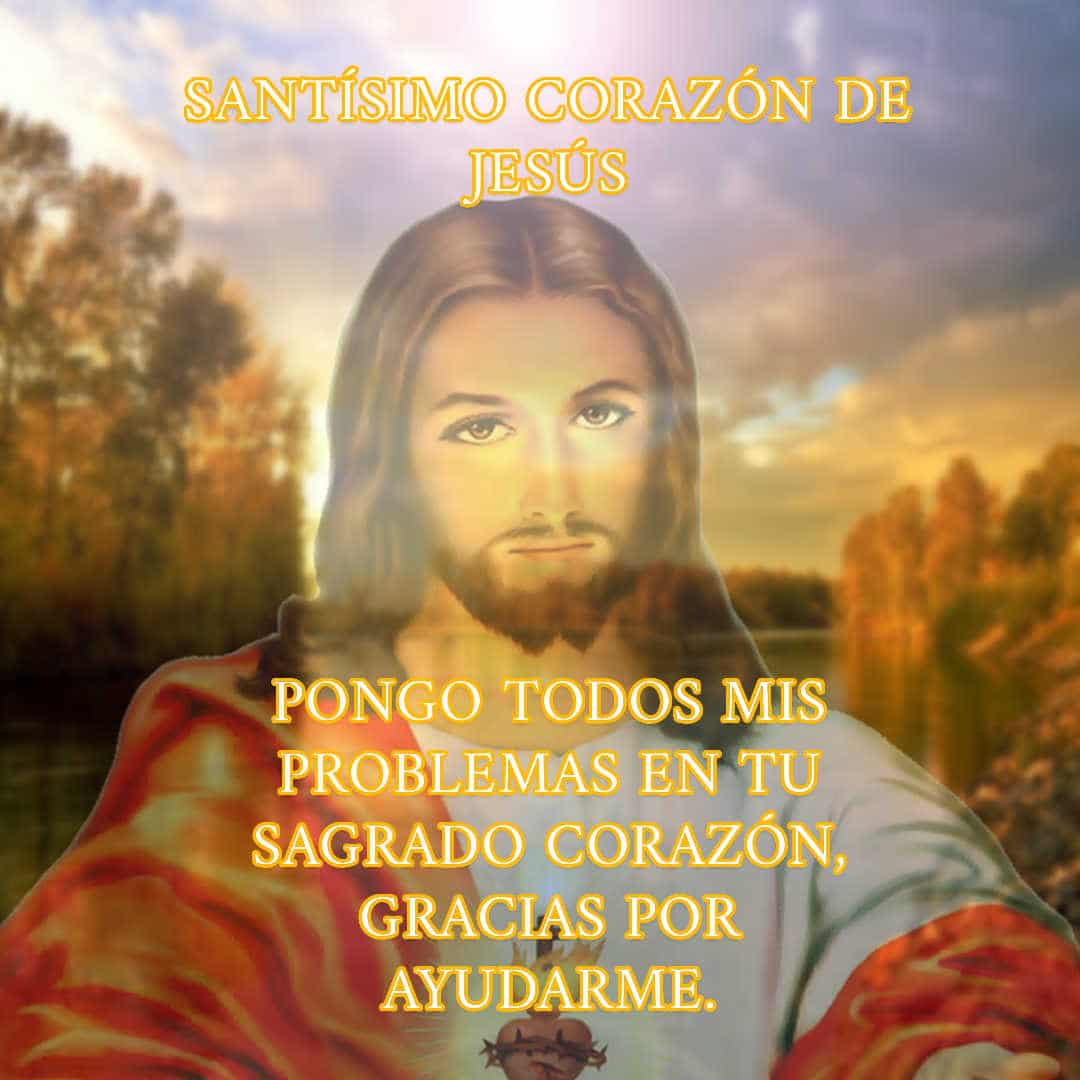 SANTÍSIMO CORAZÓN DE
JESÚS
PONGO TODOS MIS
PROBLEMAS EN TU
SAGRADO CORAZÓN,
GRACIAS POR
AYUDARME.